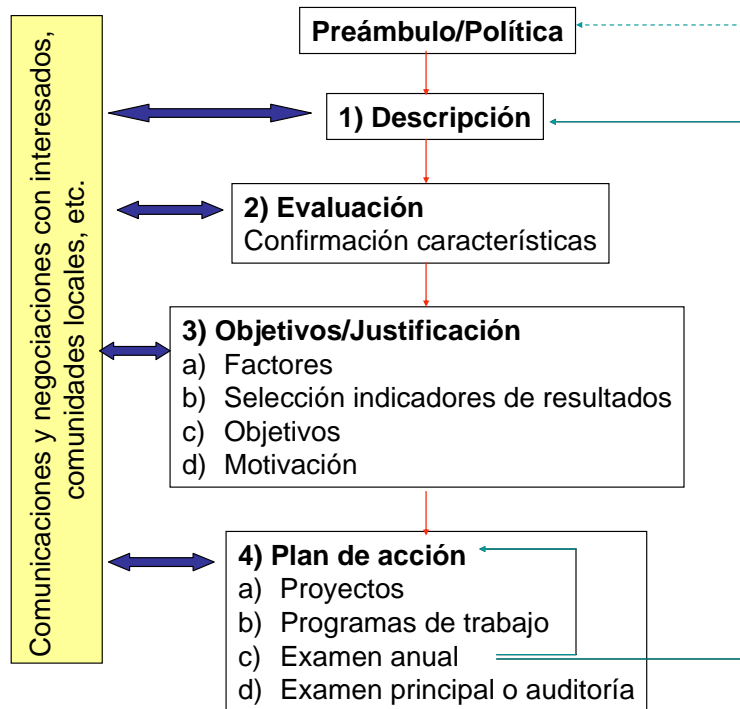 Comunicaciones y negociaciones con interesados,
comunidades locales, etc.
Preámbulo/Política
1) Descripción
2) Evaluación
Confirmación características
3) Objetivos/Justificación
a) Factores
b) Selección indicadores de resultados
c) Objetivos
d) Motivación
4) Plan de acción
a) Proyectos
b) Programas de trabajo
c) Examen anual
d) Examen principal o auditoría